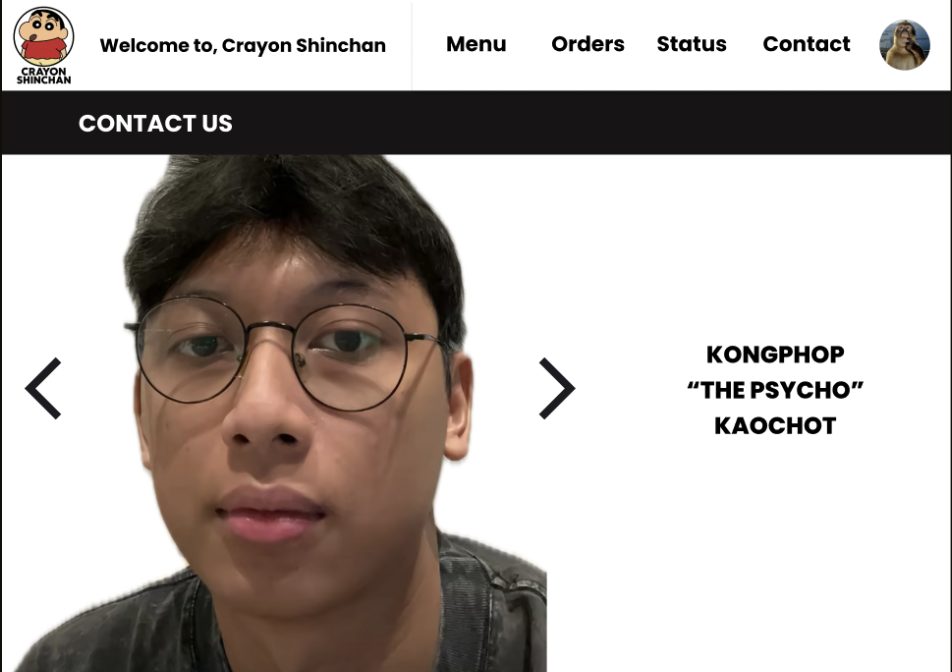 CRAYON
SHINCHAN
Welcome to, Crayon Shinchan
Menu
Orders
Status
Contact
CONTACT US
KONGPHOP
“THE PSYCHO”
KAOCHOT